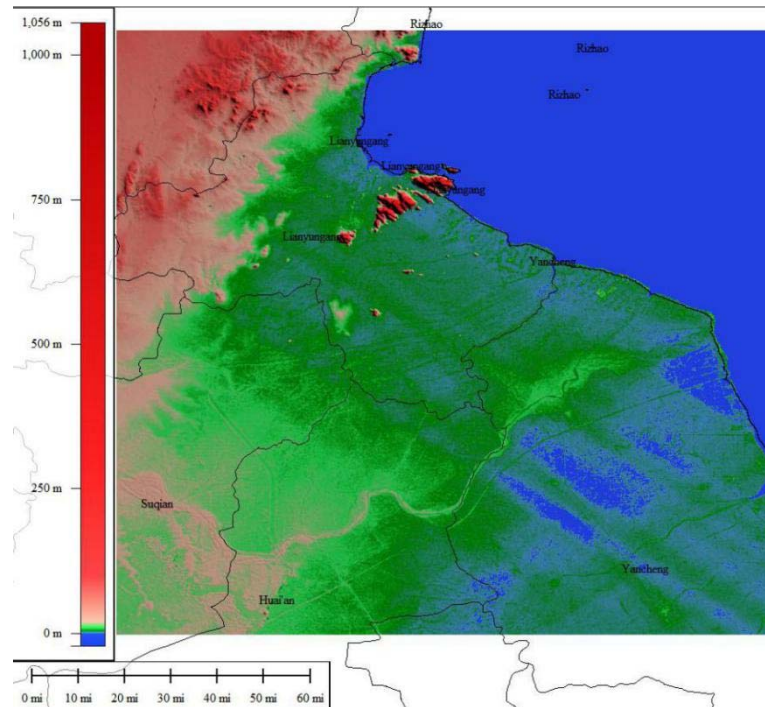 1,056 m
1,000 m
750 m
500 m
250 m
0 m
Rizhao
Rizhao
Rizhao
Lianyungang
Lianyungang
Lianyungang
Yancheng
Suqian
Huai'an
Yancheng
0 mi 10 mi 20 mi 30 mi 40 mi 50 mi 60 mi